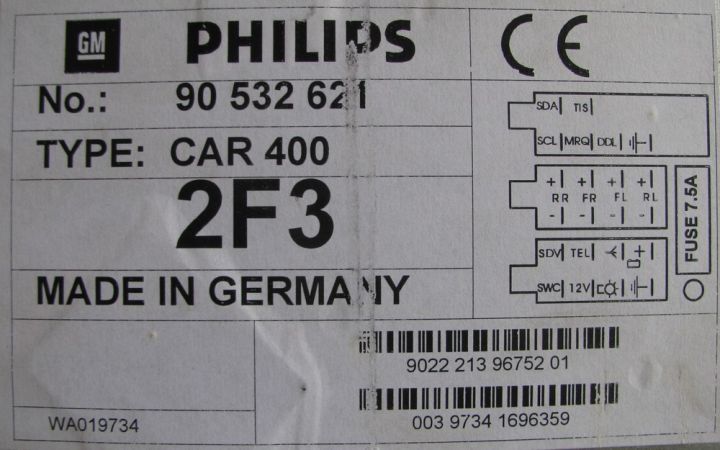 GM PHILIPS CE
No.: 90 532 621
TYPE: CAR 400
2F3
MADE IN GERMANY
SDA TIS
SCL MRQ DDL
+ + + +
RR FR FL RL
- - - -
SDV TEL +
SWC 12V
FUSE 7.5A
9022 213 96752 01
003 9734 1696359
WA019734